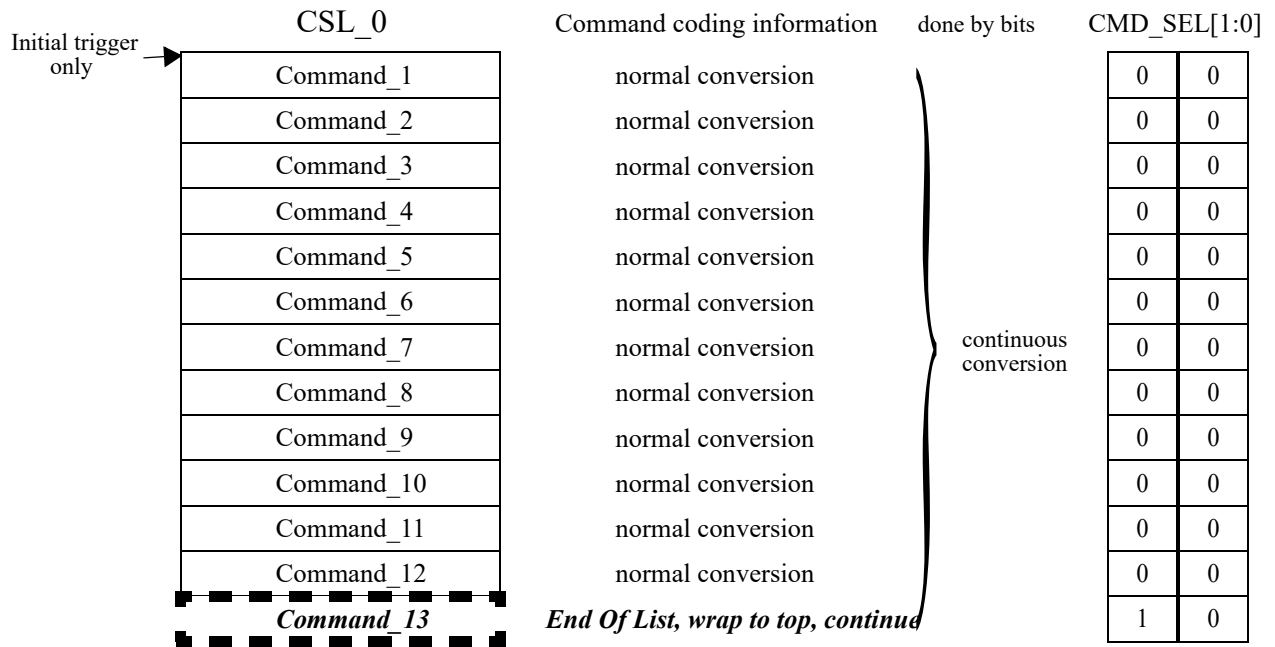 CSL_0 Command coding information done by bits CMD_SEL[1:0]
Initial trigger
only
Command_1 normal conversion 0 0
Command_2 normal conversion 0 0
Command_3 normal conversion 0 0
Command_4 normal conversion 0 0
Command_5 normal conversion 0 0
Command_6 normal conversion 0 0
Command_7 normal conversion continuous 0 0
conversion
Command_8 normal conversion 0 0
Command_9 normal conversion 0 0
Command_10 normal conversion 0 0
Command_11 normal conversion 0 0
Command_12 normal conversion 0 0
Command_13 End Of List, wrap to top, continue 1 0